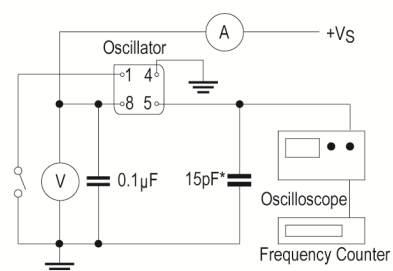 A
+VS
Oscillator
1 4
8 5
V
0.1µF
15pF*
Oscilloscope
Frequency Counter